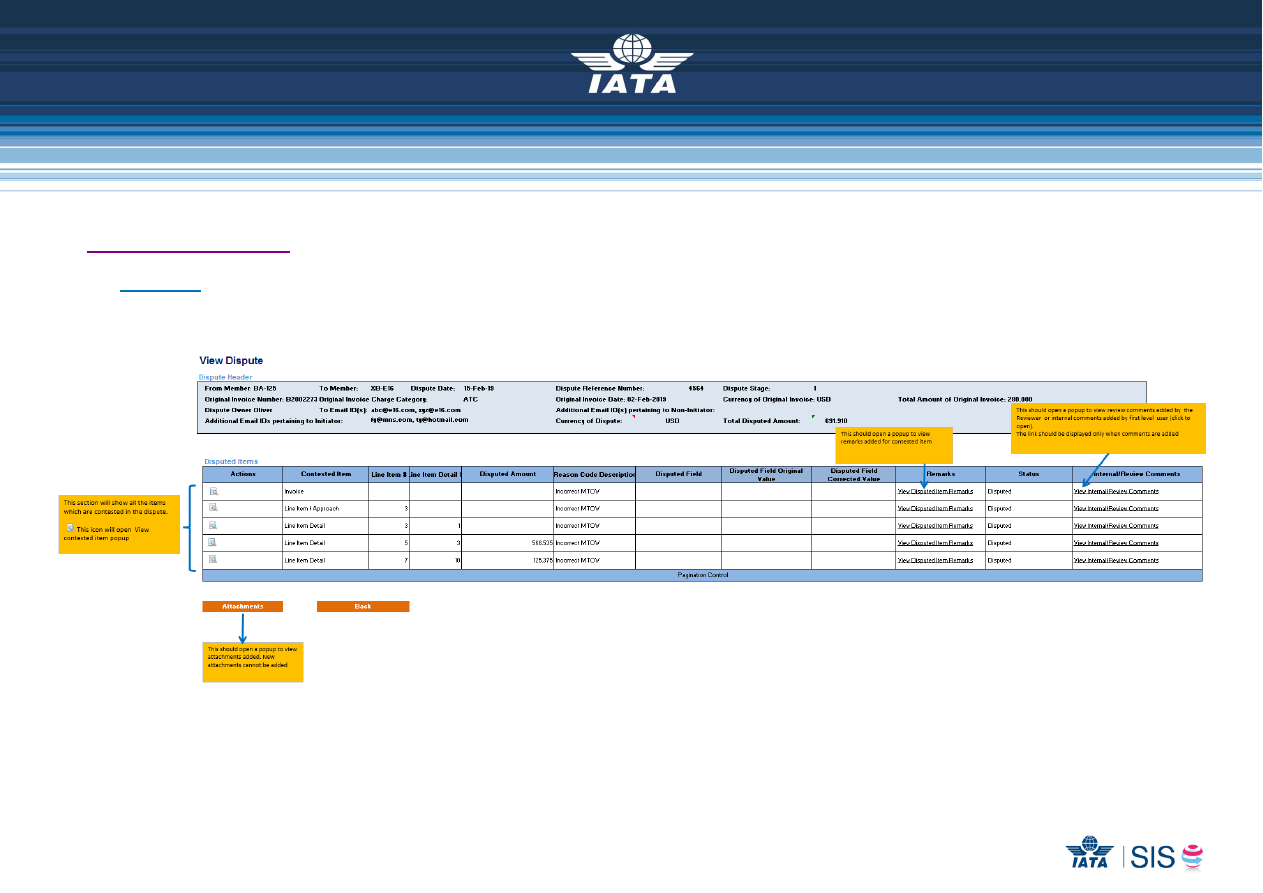 IATA
View Dispute
Dispute Header
From Member: BA-125 To Member: XB-E16 Dispute Date: 15-Feb-19 Dispute Reference Number: 4564 Dispute Stage: 1
Original Invoice Number: B2002273 Original Invoice Charge Category: ATC Original Invoice Date: 02-Feb-2019 Currency of Original Invoice: USD Total Amount of Original Invoice: 200.000
Dispute Owner Oliver To Email ID(s): abc@e16.com, xyz@e16.com Additional Email ID(s) pertaining to Non-Initiator:
Additional Email IDs pertaining to Initiator: fg@mns.com, tg@hotmail.com Currency of Dispute: USD Total Disputed Amount: 691.910
This should open a popup to view
remarks added for contested item
This should open a popup to view review comments added by the
Reviewer or internal comments added by first level user (click to
open).
The link should be displayed only when comments are added
Disputed Items
Actions Contested Item Line Item # Line Item Detail Disputed Amount Reason Code Description Disputed Field Disputed Field Original Value Disputed Field Corrected Value Remarks Status Internal/Review Comments
Invoice Incorrect MTOW View Disputed Item Remarks Disputed View Internal/Review Comments
Line Item / Approach 3 Incorrect MTOW View Disputed Item Remarks Disputed View Internal/Review Comments
Line Item Detail 3 1 Incorrect MTOW View Disputed Item Remarks Disputed View Internal/Review Comments
Line Item Detail 5 3 Incorrect MTOW View Disputed Item Remarks Disputed View Internal/Review Comments
Line Item Detail 7 10 125.375 Incorrect MTOW View Disputed Item Remarks Disputed View Internal/Review Comments
Pagination Control
This section will show all the items
which are contested in the dispute.
This icon will open View
contested item popup
Attachments Back
This should open a popup to view
attachments added. New
attachments cannot be added
IATA SIS